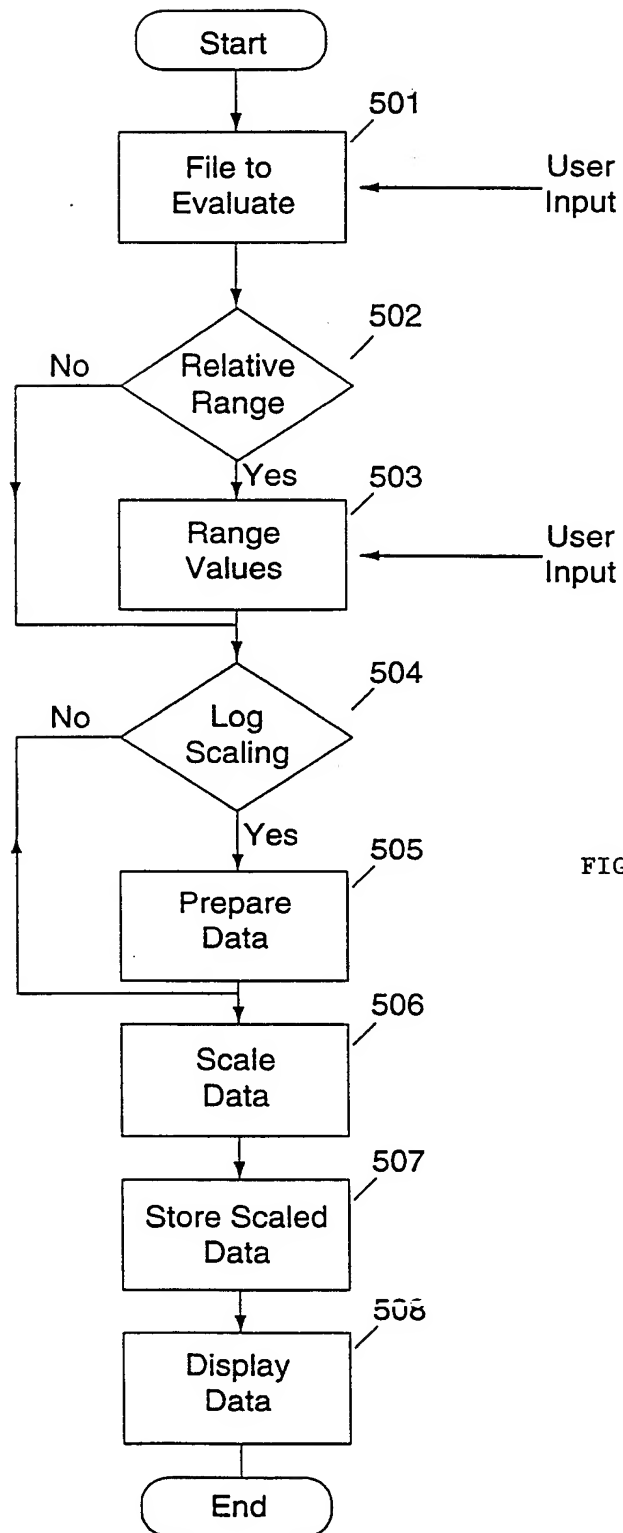 Start
501
File to
Evaluate
User
Input
502
No
Relative
Range
Yes
503
Range
Values
User
Input
504
No
Log
Scaling
Yes
505
Prepare
Data
FIG
506
Scale
Data
507
Store Scaled
Data
508
Display
Data
End